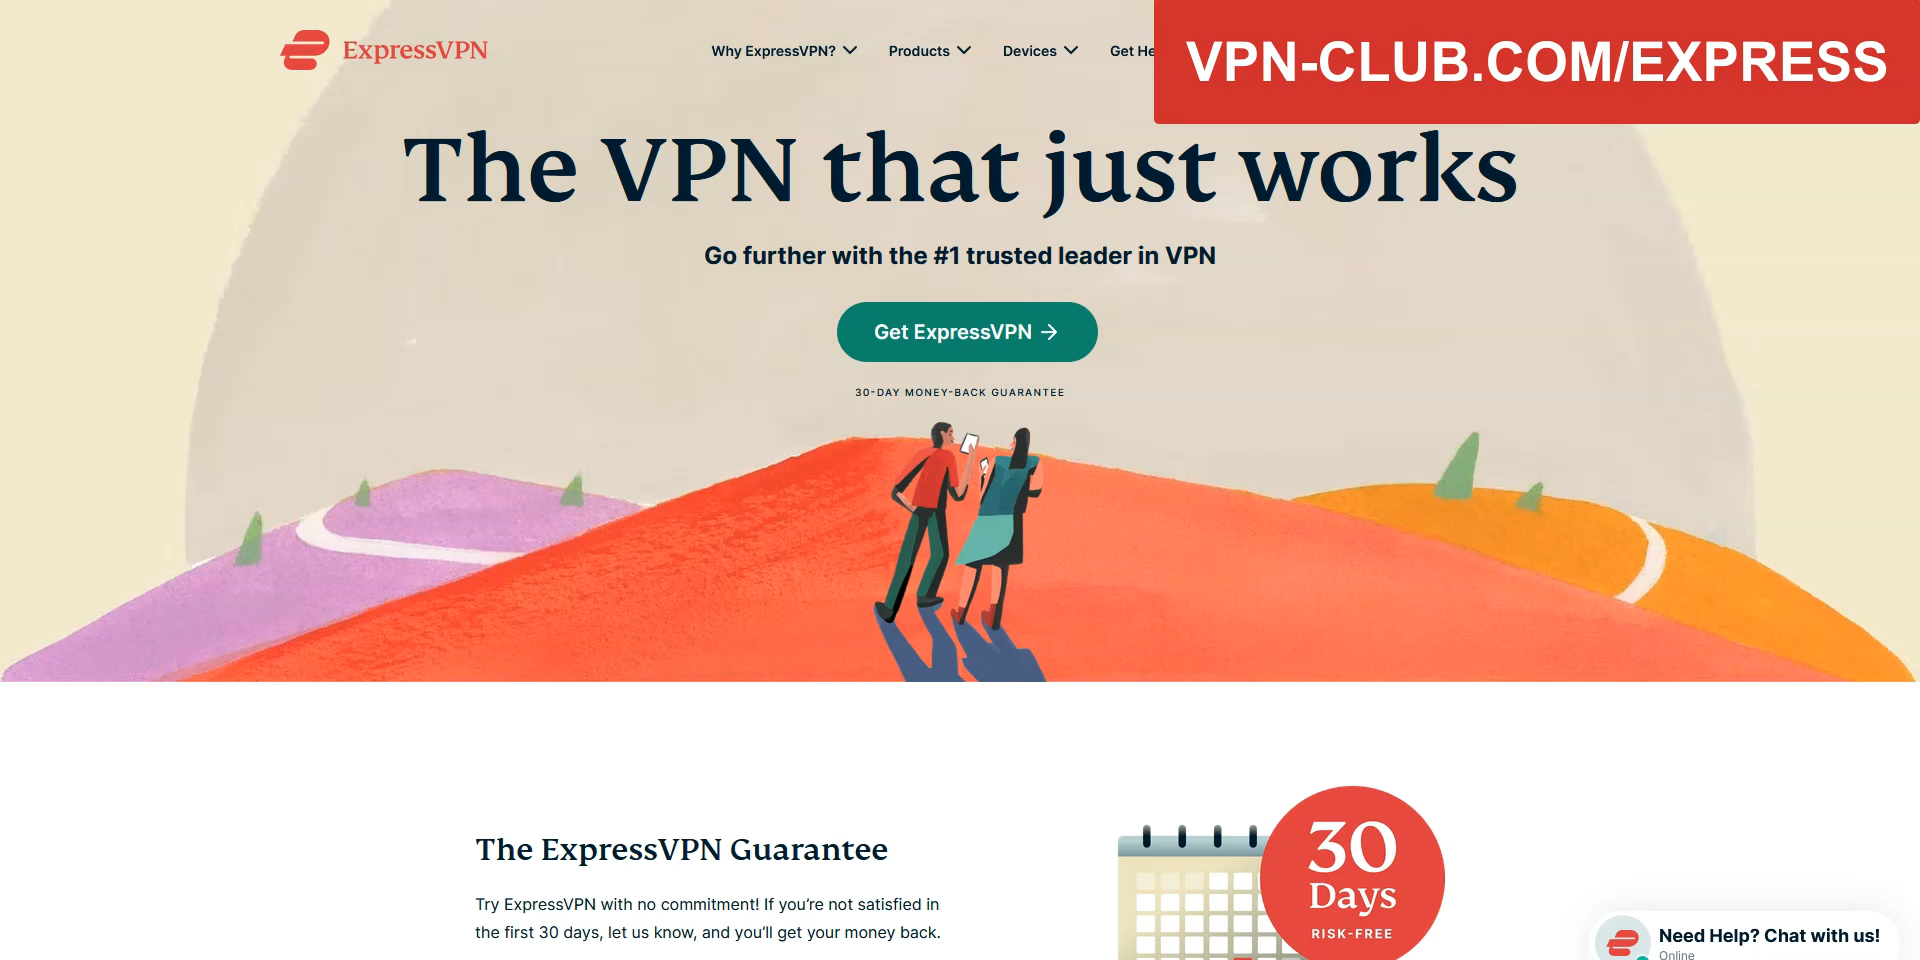 ExpressVPN
Why ExpressVPN?
Products
Devices
Get He
VPN-CLUB.COM/EXPRESS
The VPN that just works
Go further with the #1 trusted leader in VPN
Get ExpressVPN
30-DAY MONEY-BACK GUARANTEE
The ExpressVPN Guarantee
Try ExpressVPN with no commitment! If you’re not satisfied in
the first 30 days, let us know, and you’ll get your money back.
30
Days
RISK-FREE
Need Help? Chat with us!
Online